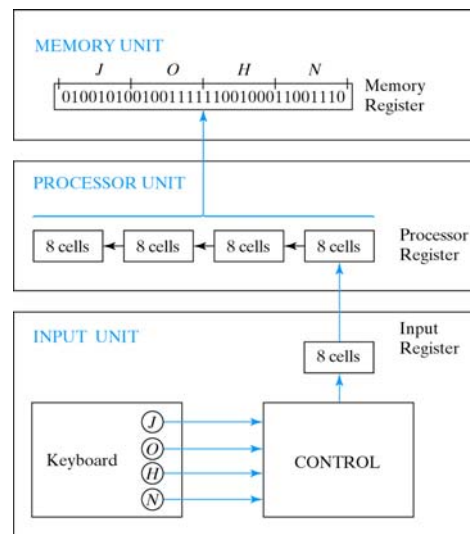 MEMORY UNIT
J O H N
01001010010011111100100011001110
Memory
Register
PROCESSOR UNIT
8 cells 8 cells 8 cells 8 cells
Processor
Register
INPUT UNIT
Input
Register
8 cells
J
O
Keyboard
CONTROL
H
N